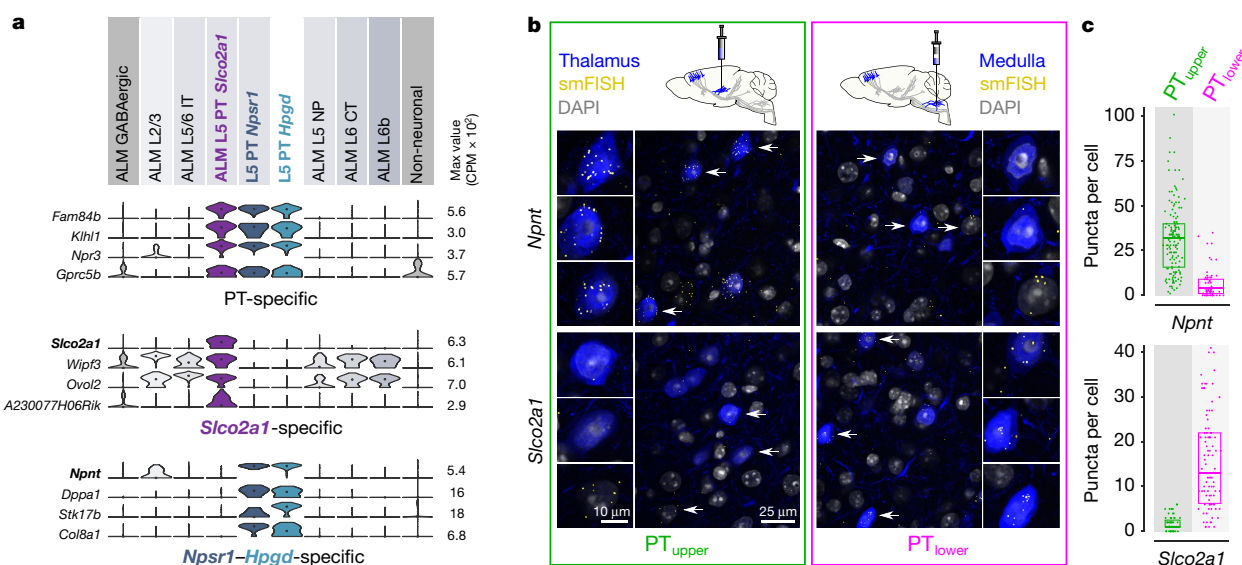 a
ALM GABAergic
ALM L2/3
ALM L5/6 IT
ALM L5 PT Slco2a1
L5 PT Npsr1
L5 PT Hpgd
ALM L5 NP
ALM L6 CT
ALM L6b
Non-neuronal
Max value
(CPM × 10²)
Fam84b 5.6
Klhl1 3.0
Npr3 3.7
Gprc5b 5.7
PT-specific
Slco2a1 6.3
Wipf3 6.1
Ovol2 7.0
A230077H06Rik 2.9
Slco2a1-specific
Npnt 5.4
Dppa1 16
Stk17b 18
Col8a1 6.8
Npsr1–Hpgd-specific
b
Thalamus
smFISH
DAPI
Medulla
smFISH
DAPI
Npnt
Slco2a1
10 μm
25 μm
PTupper
PTlower
c
PTupper
PTlower
Puncta per cell
100
75
50
25
0
Npnt
Puncta per cell
40
30
20
10
0
Slco2a1